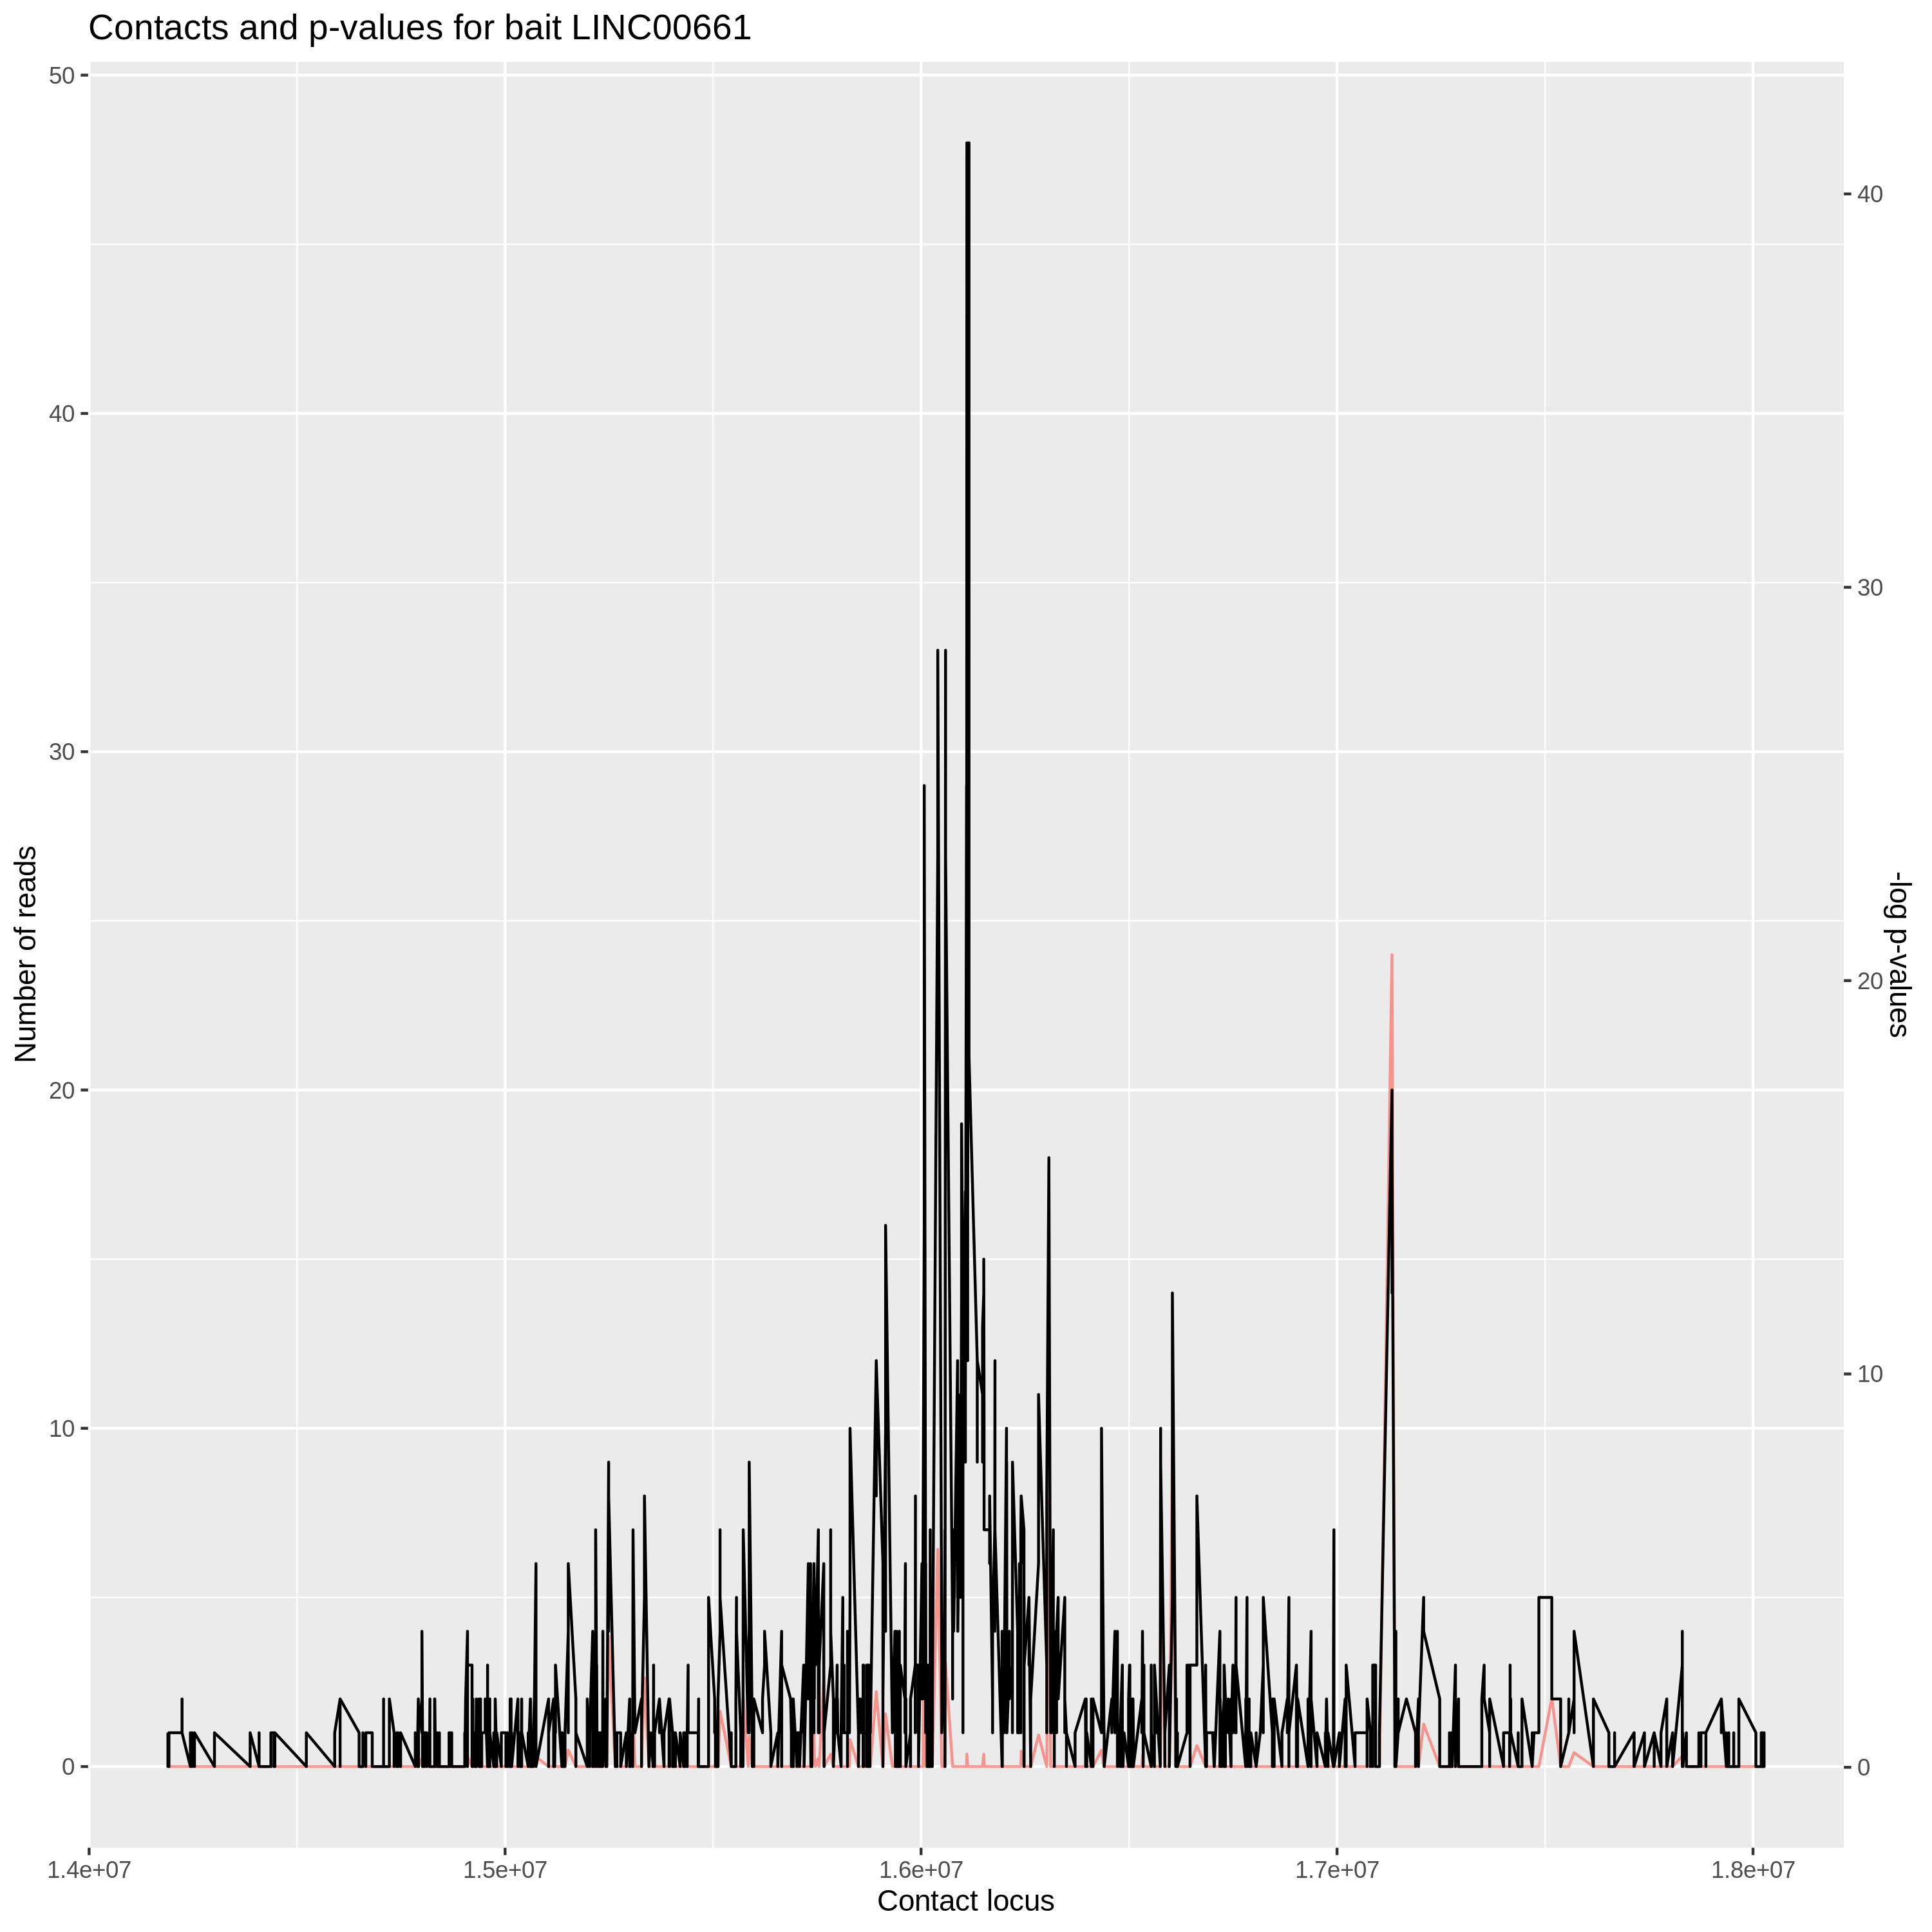 Contacts and p-values for bait LINC00661
50
40
30
20
10
0
40
30
20
10
0
Number of reads
-log p-values
1.4e+07 1.5e+07 1.6e+07 1.7e+07 1.8e+07
Contact locus